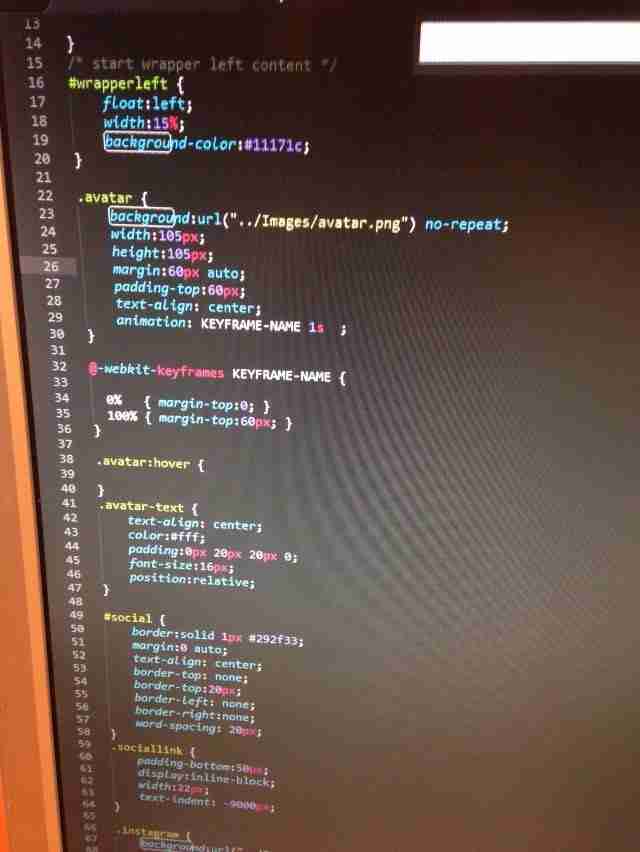 13
14 }
15 /* start wrapper left content */
16 #wrapperleft {
17 float:left;
18 width:15%;
19 background-color:#11171c;
20 }
21
22 .avatar {
23 background:url("../Images/avatar.png") no-repeat;
24 width:105px;
25 height:105px;
26 margin:60px auto;
27 padding-top:60px;
28 text-align: center;
29 animation: KEYFRAME-NAME 1s ;
30 }
31
32 @-webkit-keyframes KEYFRAME-NAME {
33
34 0% { margin-top:0; }
35 100% { margin-top:60px; }
36 }
37
38 .avatar:hover {
39
40 }
41 .avatar-text {
42 text-align: center;
43 color:#fff;
44 padding:0px 20px 20px 0;
45 font-size:16px;
46 position:relative;
47 }
48
49 #social {
50 border:solid 1px #292f33;
51 margin:0 auto;
52 text-align: center;
53 border-top: none;
54 border-top:20px;
55 border-left: none;
56 border-right:none;
57 word-spacing: 20px;
58 }
59 .sociallink {
60 padding-bottom:50px;
61 display:inline-block;
62 width:22px;
63 text-indent: -9000px;
64 }
65
66 .instagram {
67 background:url("
68